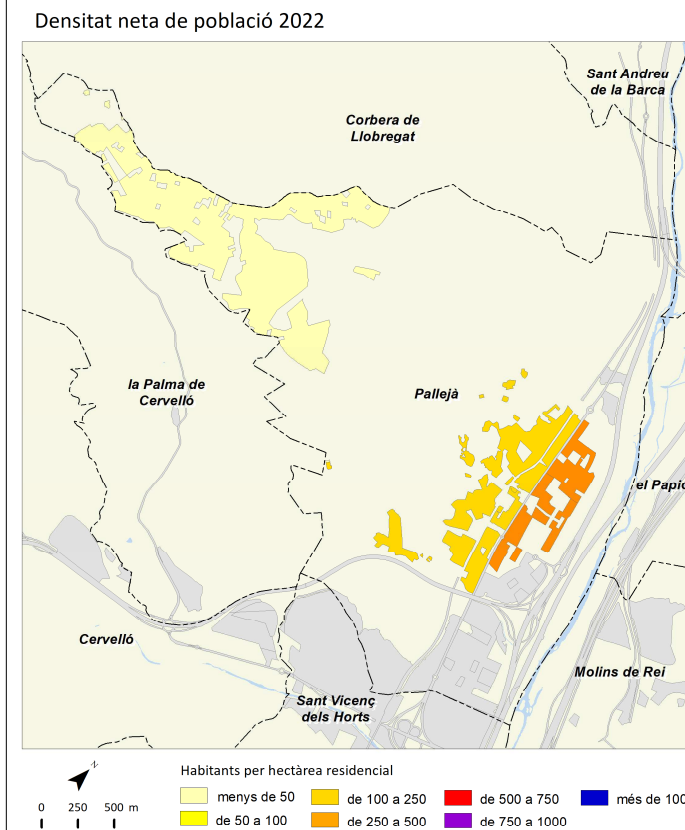 Densitat neta de població 2022
Sant Andreu
de la Barca
Corbera de
Llobregat
la Palma de
Cervelló
Pallejà
el Papio
Cervelló
Molins de Rei
Sant Vicenç
dels Horts
N
0 250 500 m
Habitants per hectàrea residencial
menys de 50
de 50 a 100
de 100 a 250
de 250 a 500
de 500 a 750
de 750 a 1000
més de 100